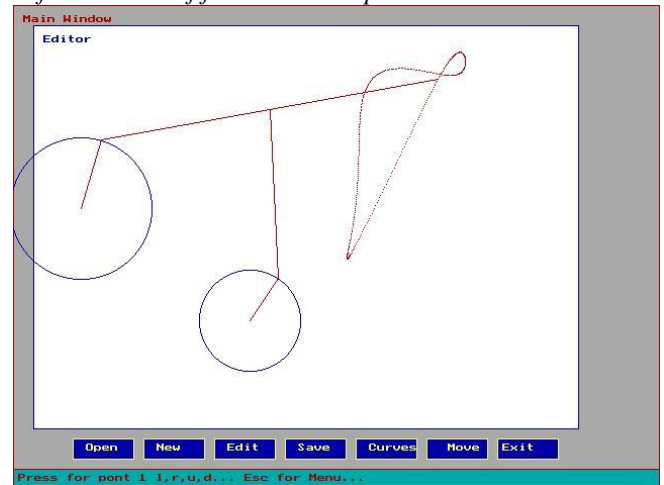 Main Window
Editor
Open New Edit Save Curves Move Exit
Press for pont 1 l,r,u,d... Esc for Menu...